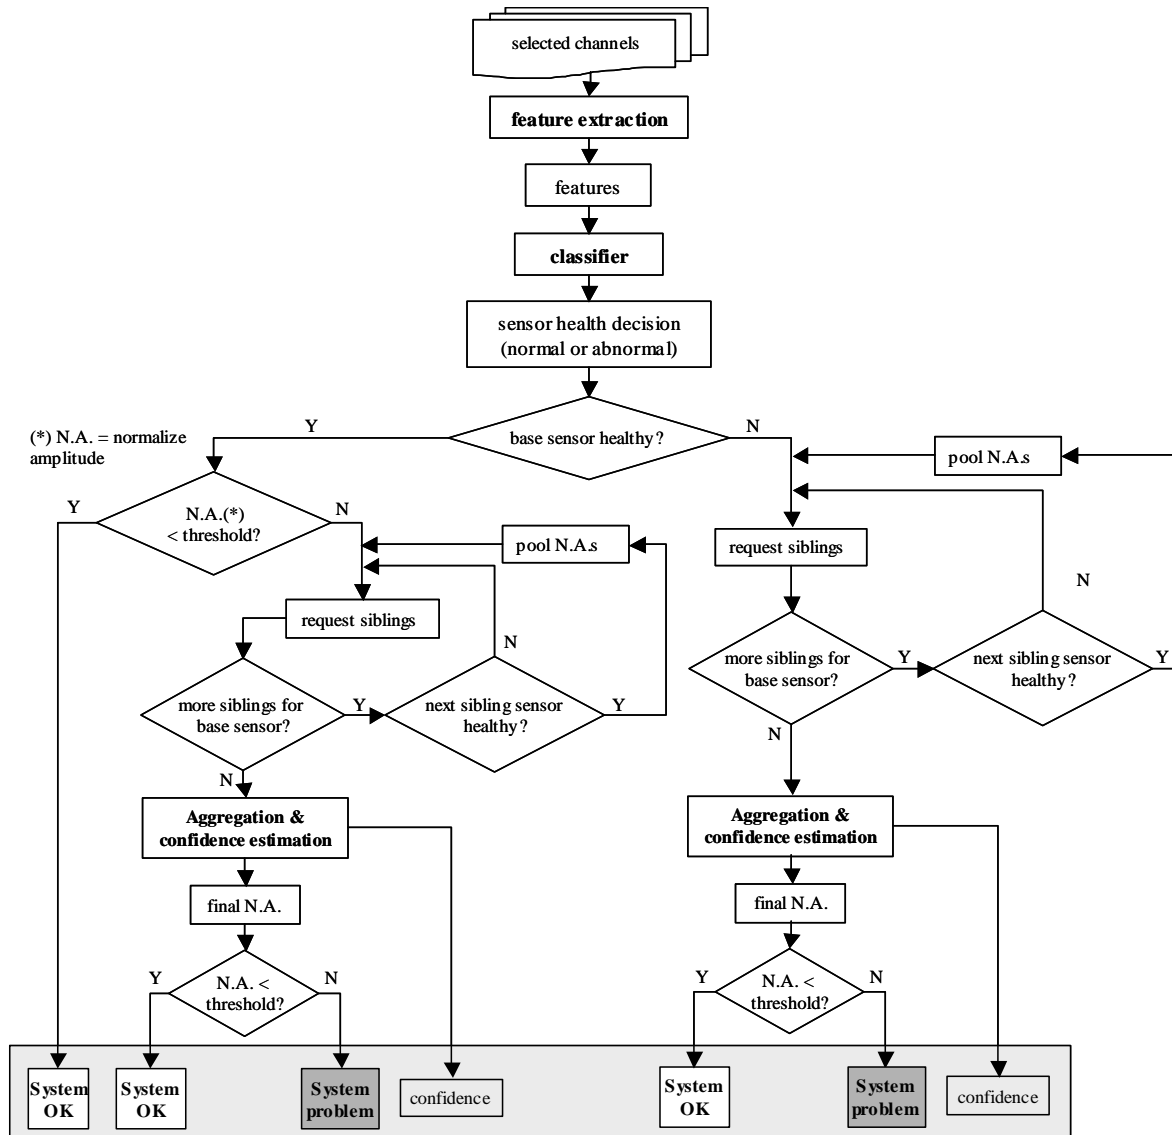 selected channels
feature extraction
features
classifier
sensor health decision
(normal or abnormal)
base sensor healthy?
Y
N
(*) N.A. = normalize
amplitude
pool N.A.s
Y
N.A.(*)
< threshold?
N
pool N.A.s
request siblings
N
request siblings
N
more siblings for
base sensor?
Y
next sibling sensor
healthy?
Y
more siblings for
base sensor?
Y
next sibling sensor
healthy?
Y
N
N
Aggregation &
confidence estimation
Aggregation &
confidence estimation
final N.A.
final N.A.
Y
N.A. <
threshold?
N
Y
N.A. <
threshold?
N
System
OK
System
OK
System
problem
confidence
System
OK
System
problem
confidence